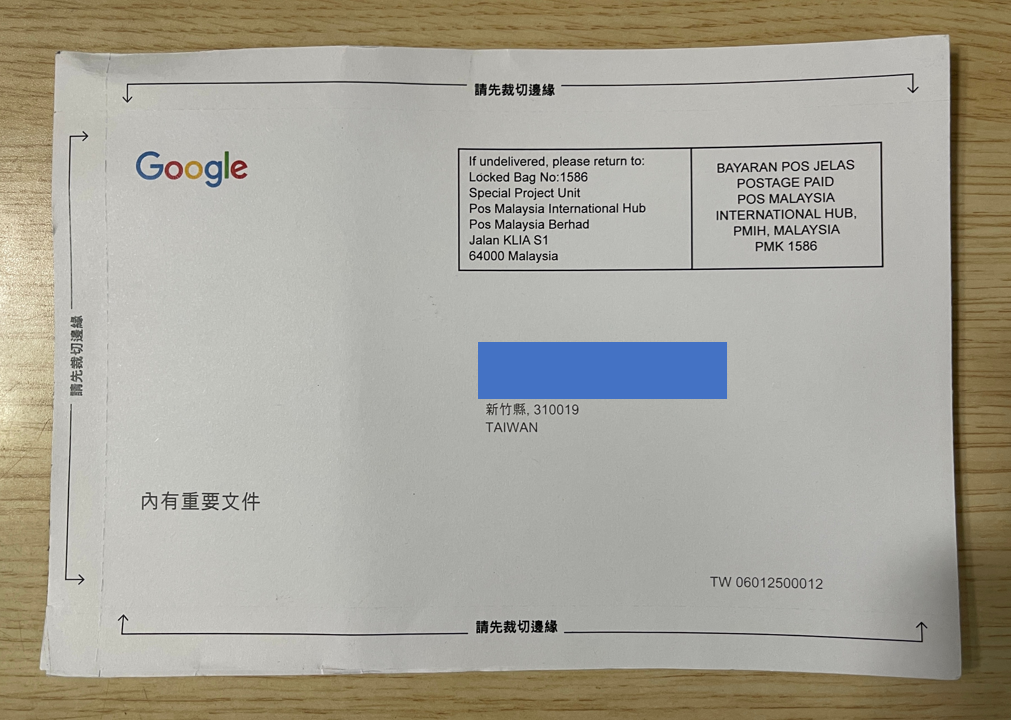 請先裁切邊緣
Google
If undelivered, please return to:
Locked Bag No:1586
Special Project Unit
Pos Malaysia International Hub
Pos Malaysia Berhad
Jalan KLIA S1
64000 Malaysia
BAYARAN POS JELAS
POSTAGE PAID
POS MALAYSIA
INTERNATIONAL HUB,
PMIH, MALAYSIA
PMK 1586
請先裁切邊緣
新竹縣, 310019
TAIWAN
內有重要文件
TW 06012500012
請先裁切邊緣